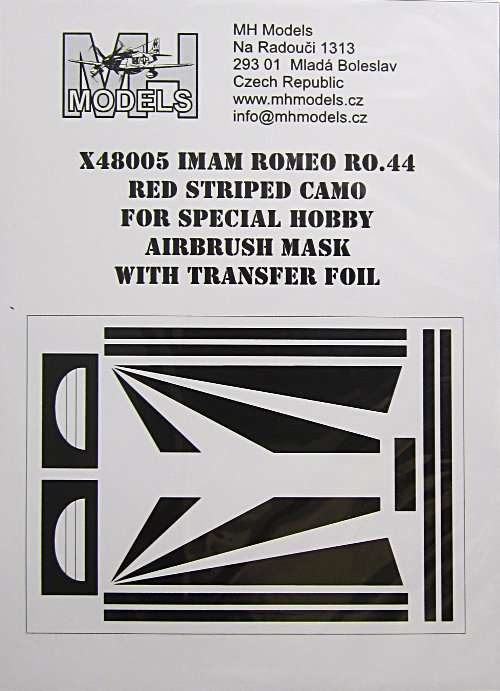 MH
MODELS
MH Models
Na Radouči 1313
293 01 Mladá Boleslav
Czech Republic
www.mhmodels.cz
info@mhmodels.cz
X48005 IMAM ROMEO RO.44
RED STRIPED CAMO
FOR SPECIAL HOBBY
AIRBRUSH MASK
WITH TRANSFER FOIL